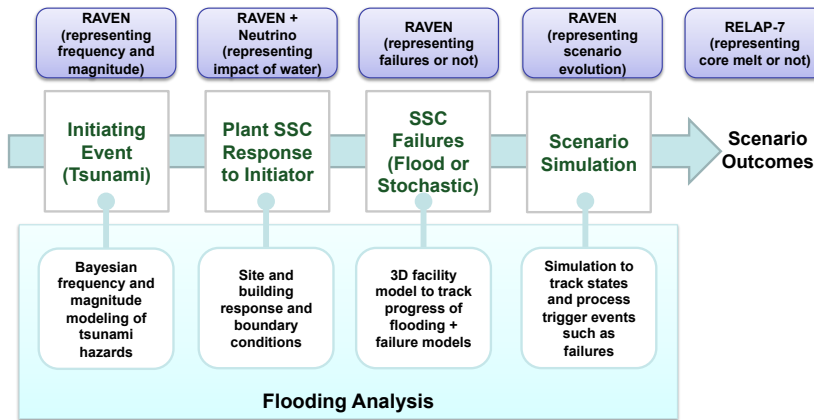 RAVEN
(representing
frequency and
magnitude)
RAVEN +
Neutrino
(representing
impact of water)
RAVEN
(representing
failures or not)
RAVEN
(representing
scenario
evolution)
RELAP-7
(representing
core melt or not)
Initiating
Event
(Tsunami)
Plant SSC
Response
to Initiator
SSC
Failures
(Flood or
Stochastic)
Scenario
Simulation
Scenario
Outcomes
Bayesian
frequency and
magnitude
modeling of
tsunami
hazards
Site and
building
response and
boundary
conditions
3D facility
model to track
progress of
flooding +
failure models
Simulation to
track states
and process
trigger events
such as
failures
Flooding Analysis